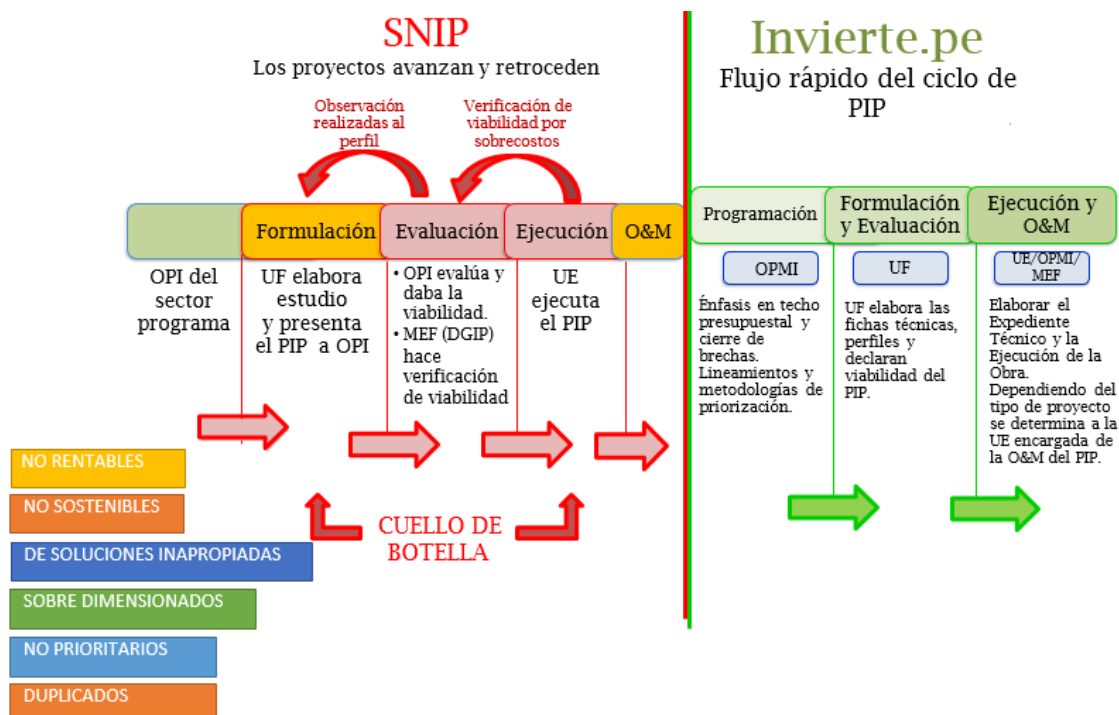 SNIP
Los proyectos avanzan y retroceden
Observación
realizadas al
perfil
Verificación de
viabilidad por
sobrecostos
Formulación
Evaluación
Ejecución
O&M
OPI del
sector
programa
UF elabora
estudio
y presenta
el PIP a OPI
• OPI evalúa y
daba la
viabilidad.
• MEF (DGIP)
hace
verificación
de viabilidad
UE
ejecuta
el PIP
CUELLO DE
BOTELLA
NO RENTABLES
NO SOSTENIBLES
DE SOLUCIONES INAPROPIADAS
SOBRE DIMENSIONADOS
NO PRIORITARIOS
DUPLICADOS
Invierte.pe
Flujo rápido del ciclo de
PIP
Programación
Formulación
y Evaluación
Ejecución y
O&M
OPMI
UF
UE/OPMI/
MEF
Énfasis en techo
presupuestal y
cierre de
brechas.
Lineamientos y
metodologías de
priorización.
UF elabora las
fichas técnicas,
perfiles y
declaran
viabilidad del
PIP.
Elaborar el
Expediente
Técnico y la
Ejecución de la
Obra.
Dependiendo del
tipo de proyecto
se determina a la
UE encargada de
la O&M del PIP.